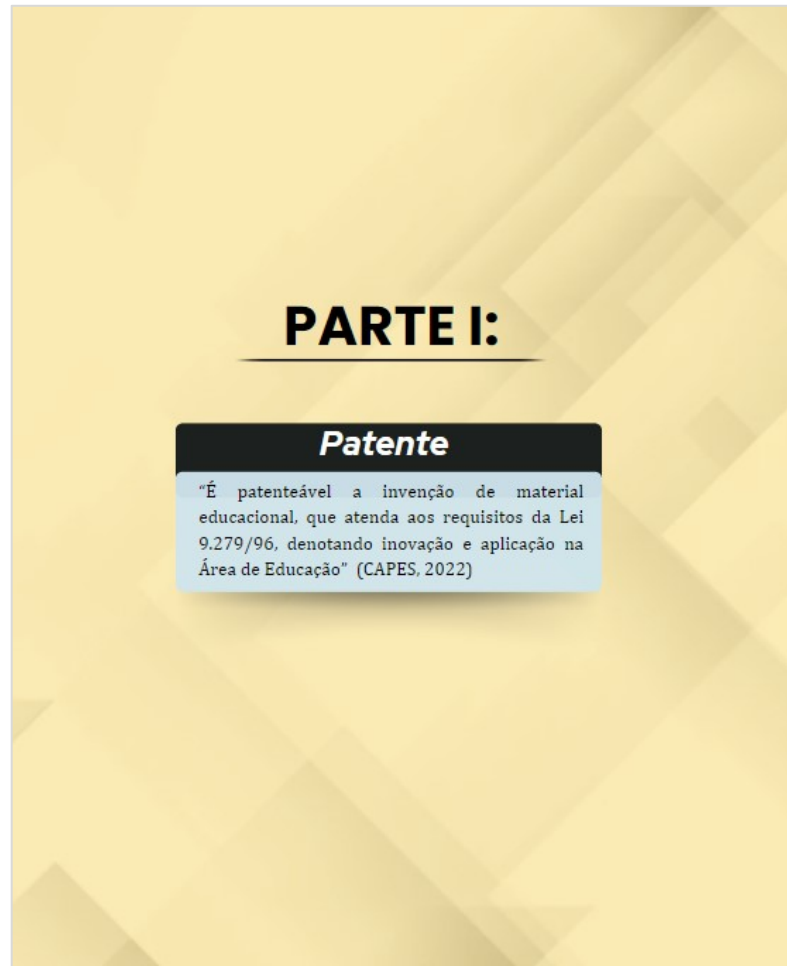 PARTE I:
Patente
“É patenteável a invenção de material
educacional, que atenda aos requisitos da Lei
9.279/96, denotando inovação e aplicação na
Área de Educação” (CAPES, 2022)